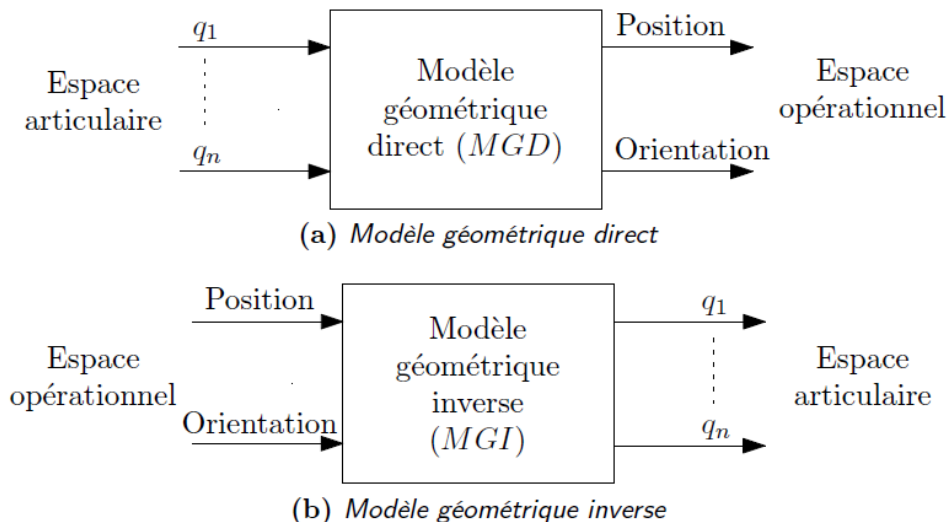 q1
Position
Espace
articulaire
Modèle
géométrique
direct (MGD)
Espace
opérationnel
qn
Orientation
(a) Modèle géométrique direct
Position
q1
Espace
opérationnel
Modèle
géométrique
inverse
(MGI)
Espace
articulaire
Orientation
qn
(b) Modèle géométrique inverse